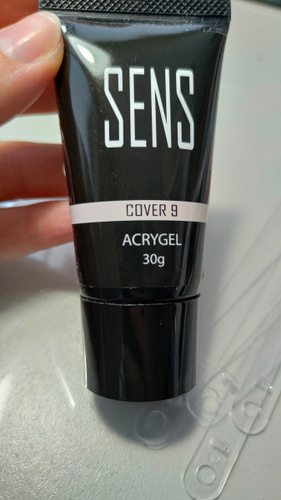 SENS
COVER 9
ACRYGEL
30g